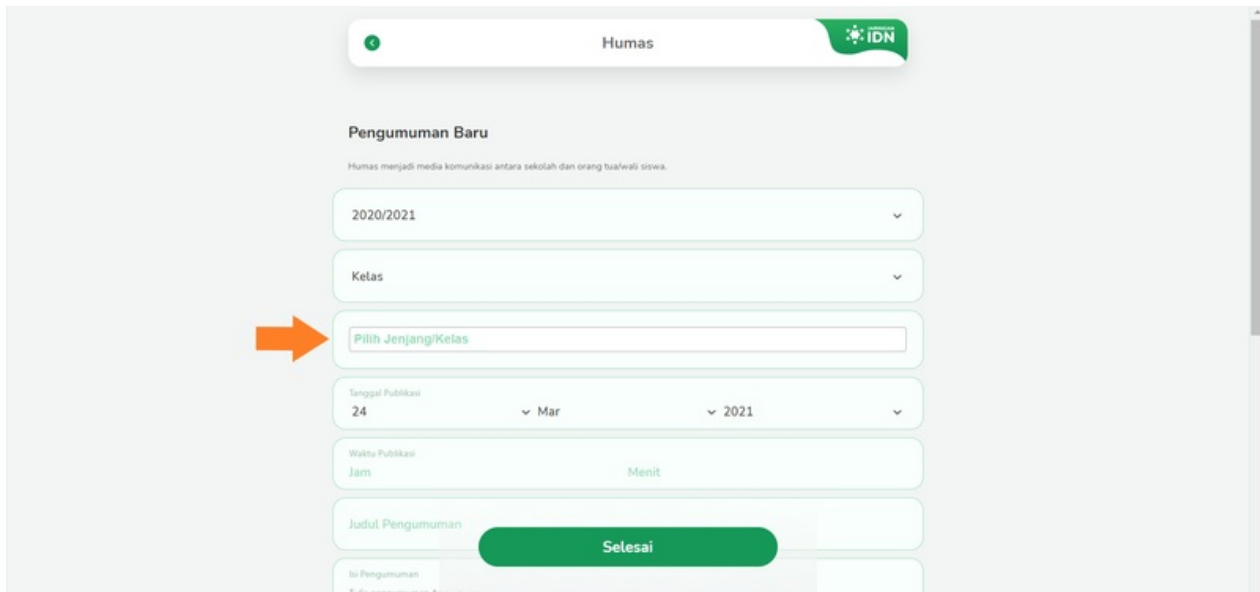 Humas
JARINGAN
IDN
Pengumuman Baru
Humas menjadi media komunikasi antara sekolah dan orang tua/wali siswa.
2020/2021
Kelas
Pilih Jenjang/Kelas
Tanggal Publikasi
24 Mar 2021
Waktu Publikasi
Jam Menit
Judul Pengumuman
Selesai
Isi Pengumuman